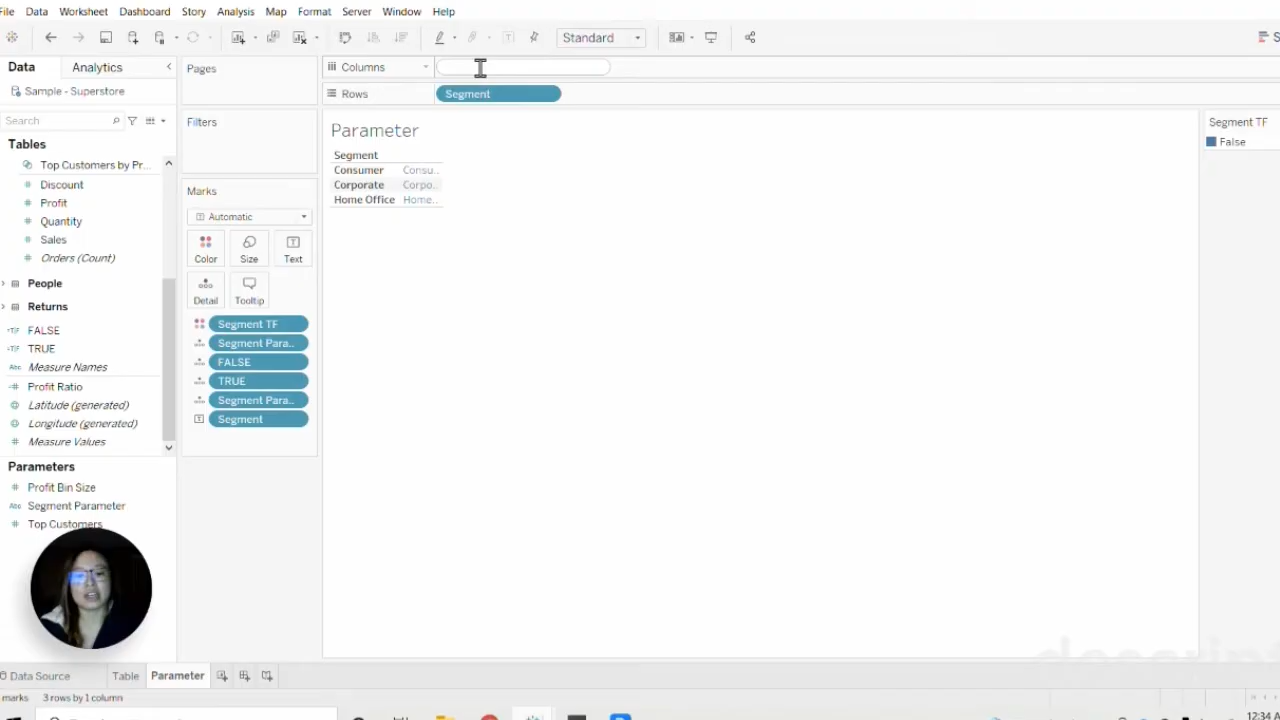 File Data Worksheet Dashboard Story Analysis Map Format Server Window Help
Standard
Data Analytics
Pages
Columns
Sample - Superstore
Rows Segment
Search
Filters
Parameter
Segment TF
False
Tables
Top Customers by Pr...
Discount
Profit
Quantity
Sales
Orders (Count)
People
Returns
FALSE
TRUE
Measure Names
Profit Ratio
Latitude (generated)
Longitude (generated)
Measure Values
Parameters
Profit Bin Size
Segment Parameter
Top Customers
Marks
Automatic
Color Size Text
Detail Tooltip
Segment TF
Segment Para..
FALSE
TRUE
Segment Para..
Segment
Segment
Consumer Consu..
Corporate Corpo..
Home Office Home..
Data Source Table Parameter
marks 3 rows by 1 column
12:34